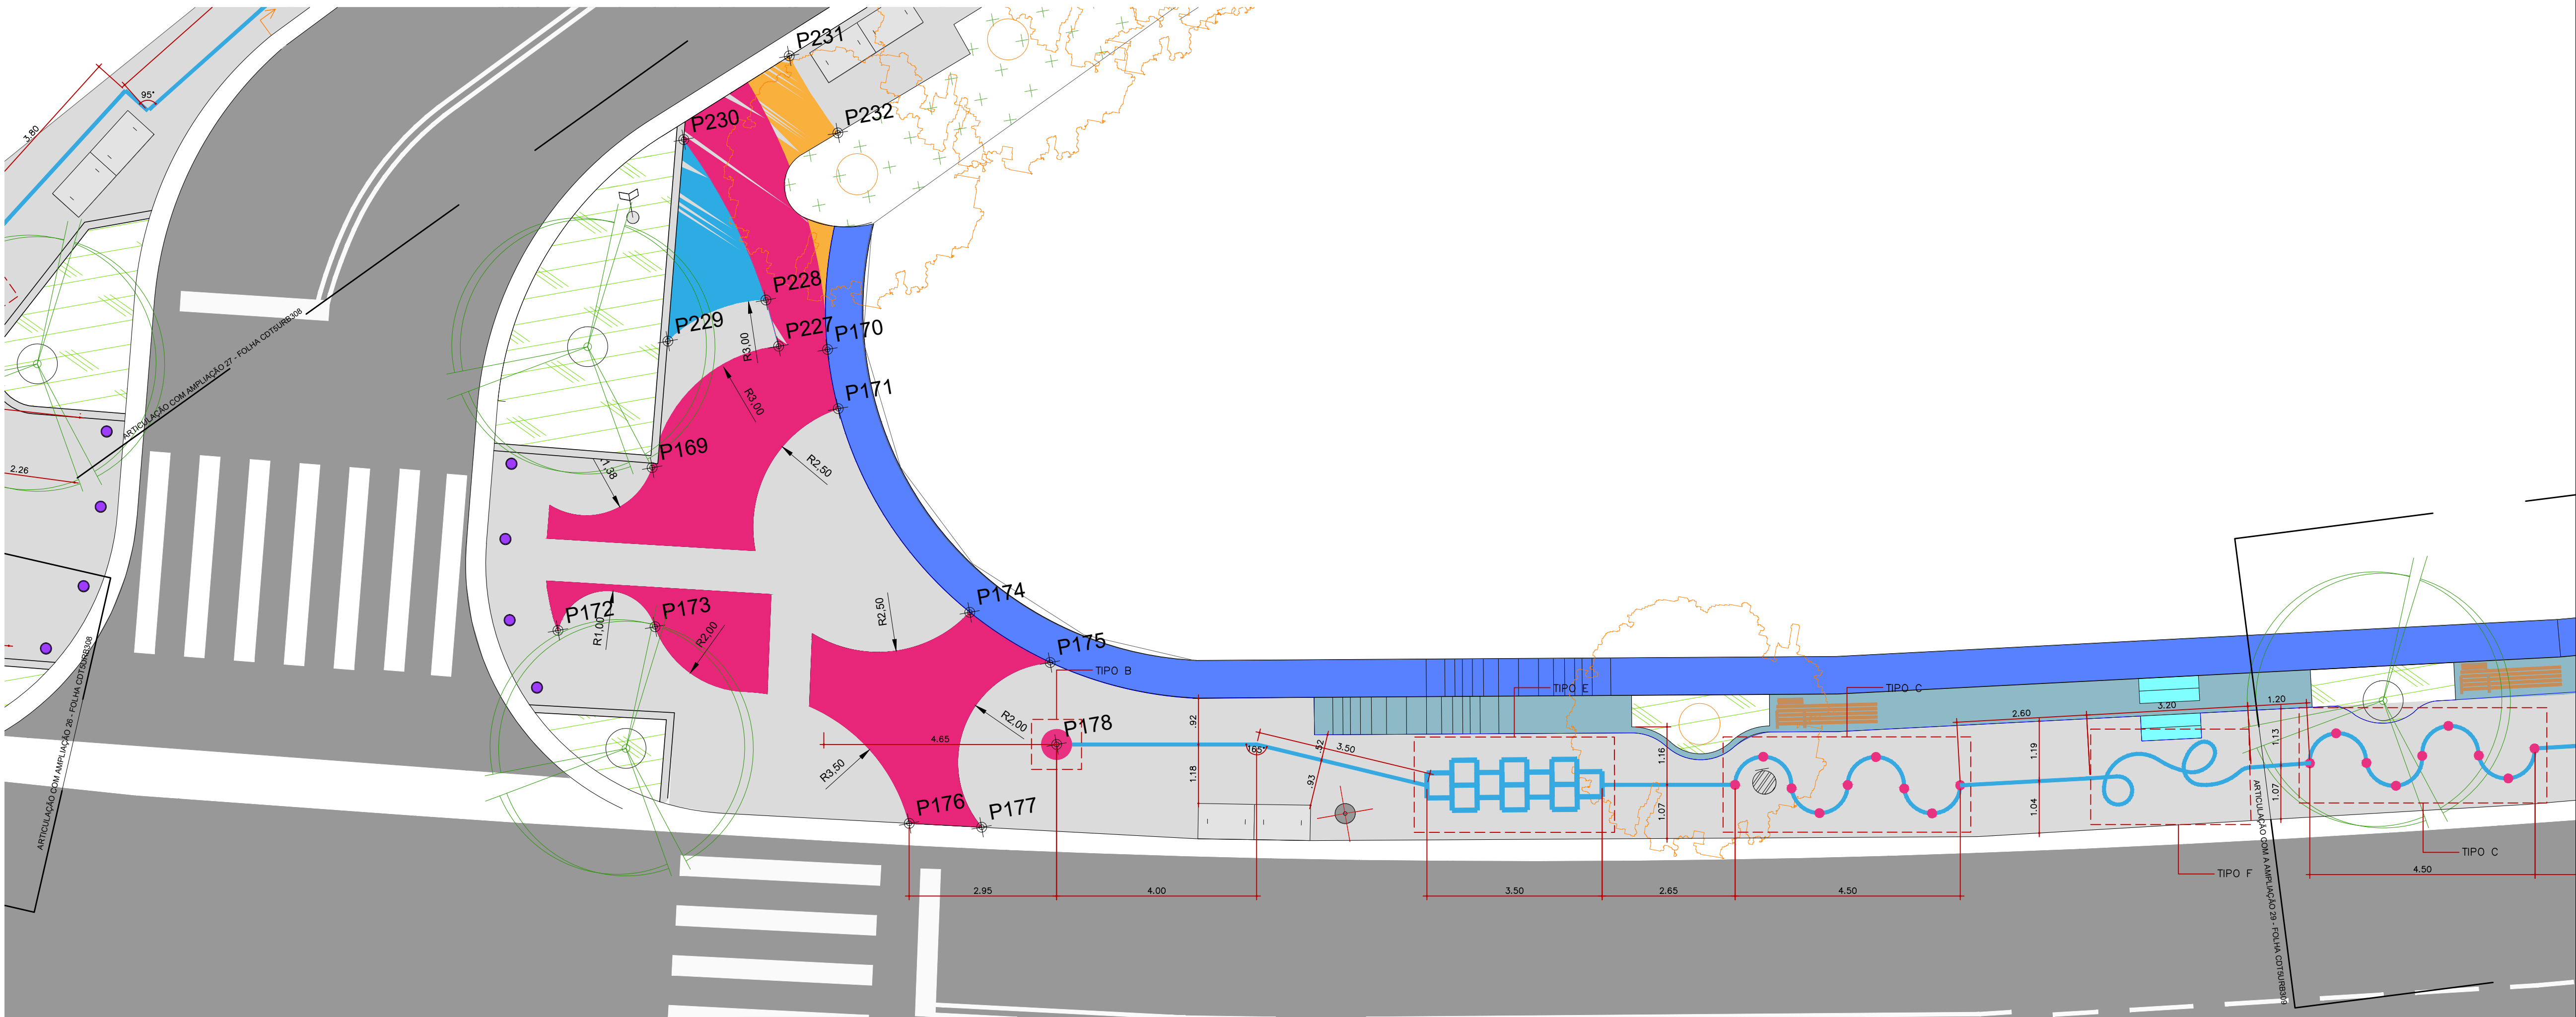 P231
95°
3.80
P230
P232
P228
P229
P227
P170
R3,00
R3,00
P171
P169
1,38
R2,50
2.26
ARTICULAÇÃO COM AMPLIAÇÃO 27 - FOLHA CDT5URB308
ARTICULAÇÃO COM AMPLIAÇÃO 26 - FOLHA CDT5URB308
P172
P173
R1,00
R2,00
R2,50
P174
P175
TIPO B
TIPO E
TIPO C
P178
R2,00
4.65
.92
1.18
165°
3.50
.52
.93
R3,50
P176
P177
1.16
1.07
2.60
3.20
1.20
1.19
1.04
1.13
1.07
2.95
4.00
3.50
2.65
4.50
TIPO F
TIPO C
4.50
ARTICULAÇÃO COM A AMPLIAÇÃO 29 - FOLHA CDT5URB309